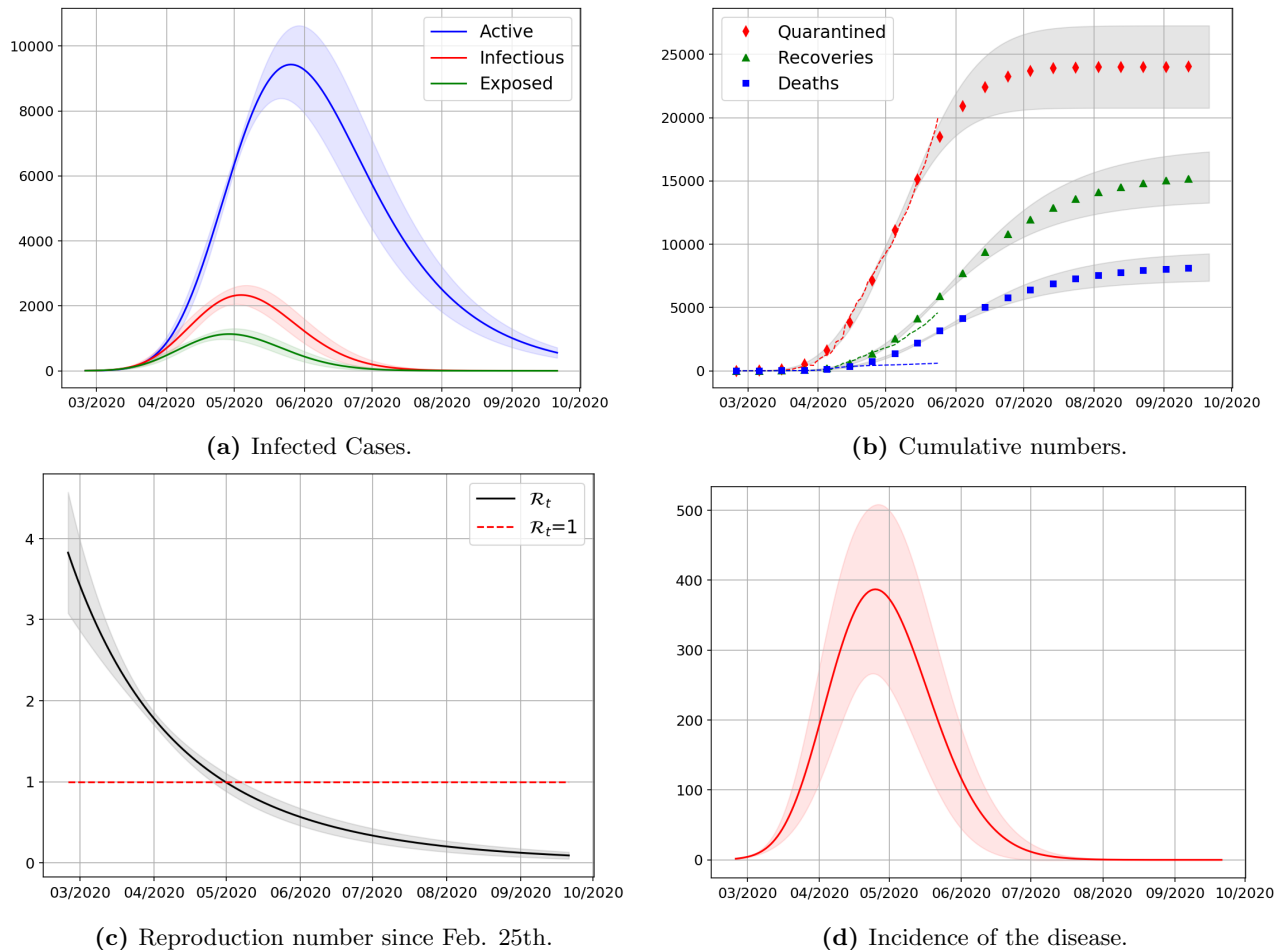 10000
8000
6000
4000
2000
0
Active
Infectious
Exposed
03/2020 04/2020 05/2020 06/2020 07/2020 08/2020 09/2020 10/2020
(a) Infected Cases.
25000
20000
15000
10000
5000
0
Quarantined
Recoveries
Deaths
03/2020 04/2020 05/2020 06/2020 07/2020 08/2020 09/2020 10/2020
(b) Cumulative numbers.
4
3
2
1
0
ℛₜ
ℛₜ=1
03/2020 04/2020 05/2020 06/2020 07/2020 08/2020 09/2020 10/2020
(c) Reproduction number since Feb. 25th.
500
400
300
200
100
0
03/2020 04/2020 05/2020 06/2020 07/2020 08/2020 09/2020 10/2020
(d) Incidence of the disease.